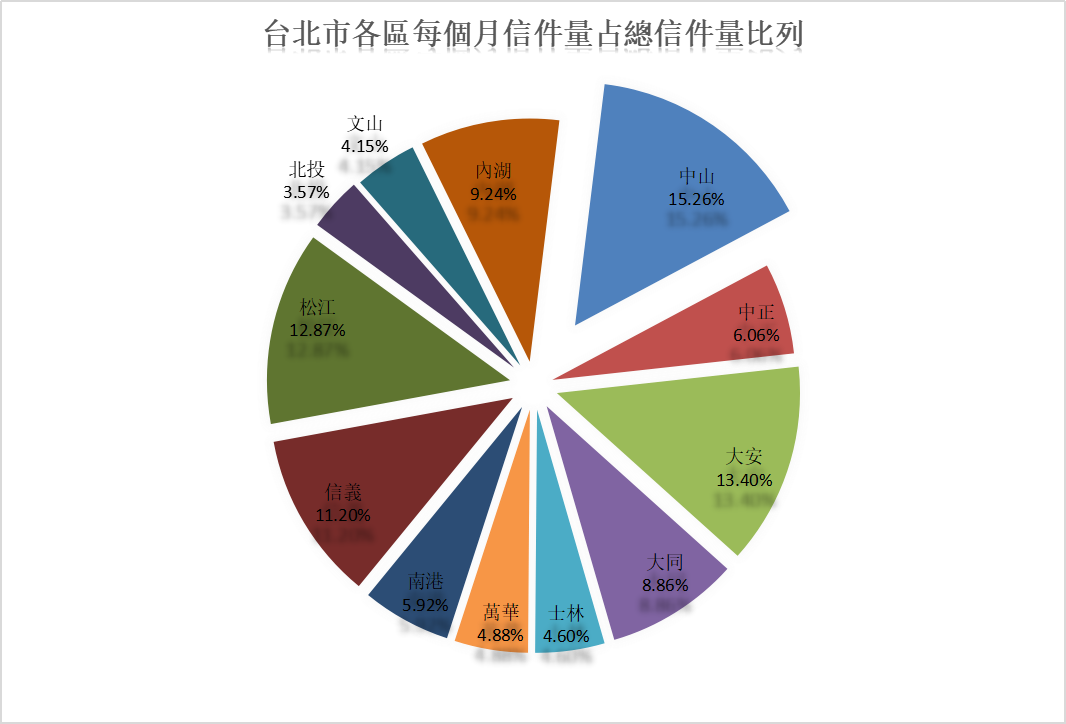 台北市各區每個月信件量占總信件量比列
中山
15.26%
中正
6.06%
大安
13.40%
大同
8.86%
士林
4.60%
萬華
4.88%
南港
5.92%
信義
11.20%
松江
12.87%
北投
3.57%
文山
4.15%
內湖
9.24%